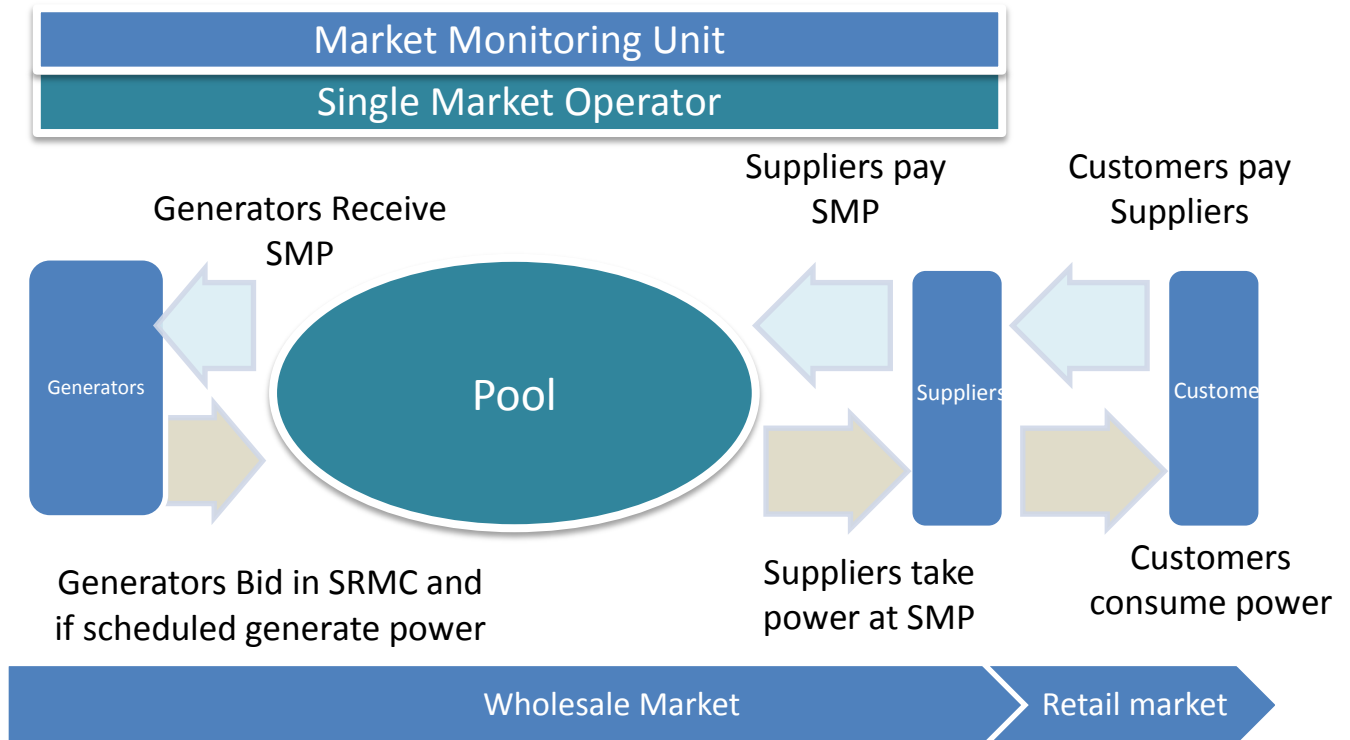 Market Monitoring Unit
Single Market Operator
Generators Receive
SMP
Suppliers pay
SMP
Customers pay
Suppliers
Generators
Pool
Suppliers
Custome
Generators Bid in SRMC and
if scheduled generate power
Suppliers take
power at SMP
Customers
consume power
Wholesale Market
Retail market